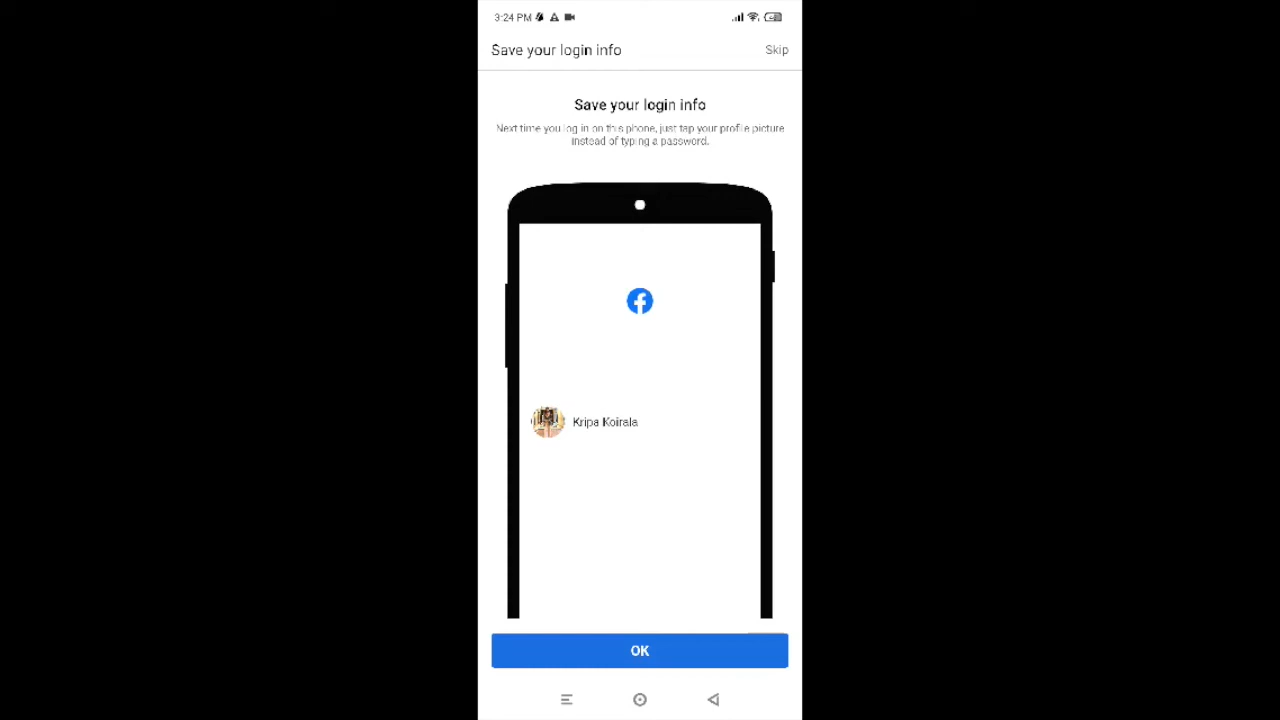 3:24 PM
Save your login info
Skip
Save your login info
Next time you log in on this phone, just tap your profile picture
instead of typing a password.
Kripa Koirala
OK